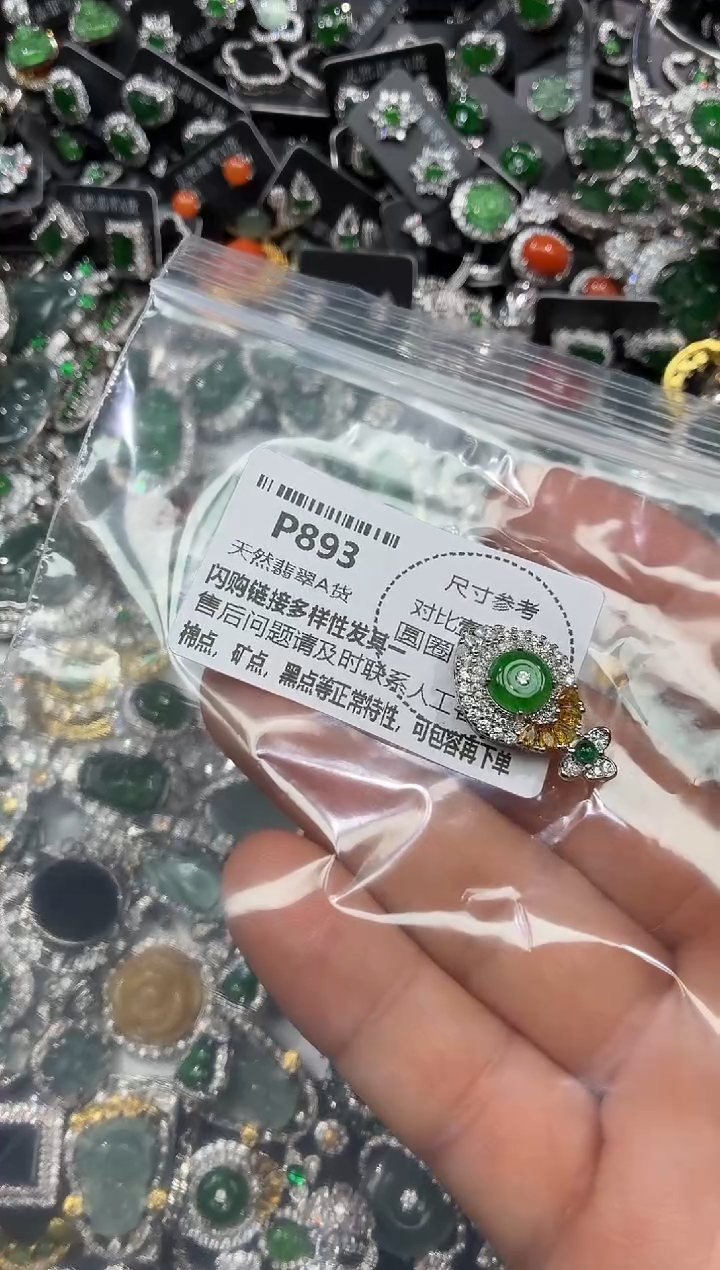 P893
天然翡翠A货
闪购链接多样性发其一
售后问题请及时联系人工
棉点，矿点，黑点等正常特性，可包容再下单
尺寸参考
对比
圆圈